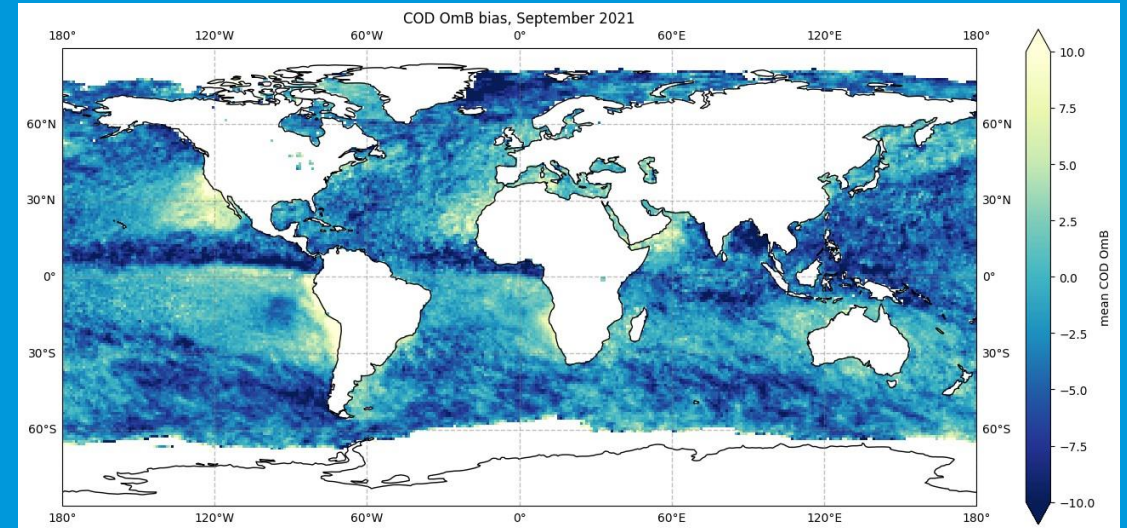 COD OmB bias, September 2021
180° 120°W 60°W 0° 60°E 120°E 180°
60°N 60°N
30°N 30°N
0° 0°
30°S 30°S
60°S 60°S
180° 120°W 60°W 0° 60°E 120°E 180°
10.0
7.5
5.0
2.5
0.0
−2.5
−5.0
−7.5
−10.0
mean COD OmB